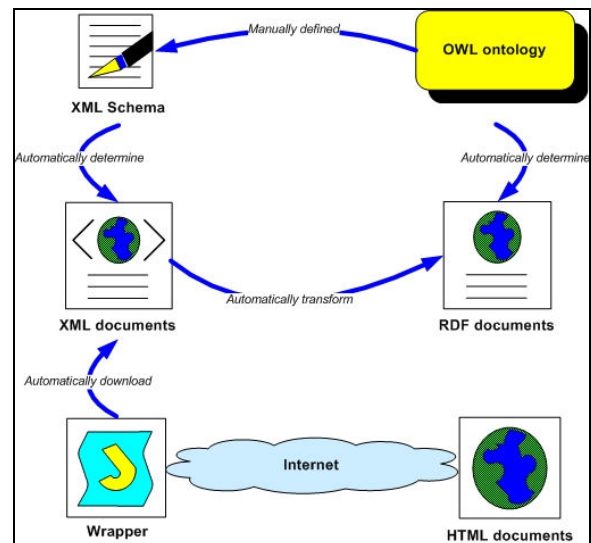 Manually defined
OWL ontology
XML Schema
Automatically determine
Automatically determine
XML documents
Automatically transform
RDF documents
Automatically download
Internet
Wrapper
HTML documents